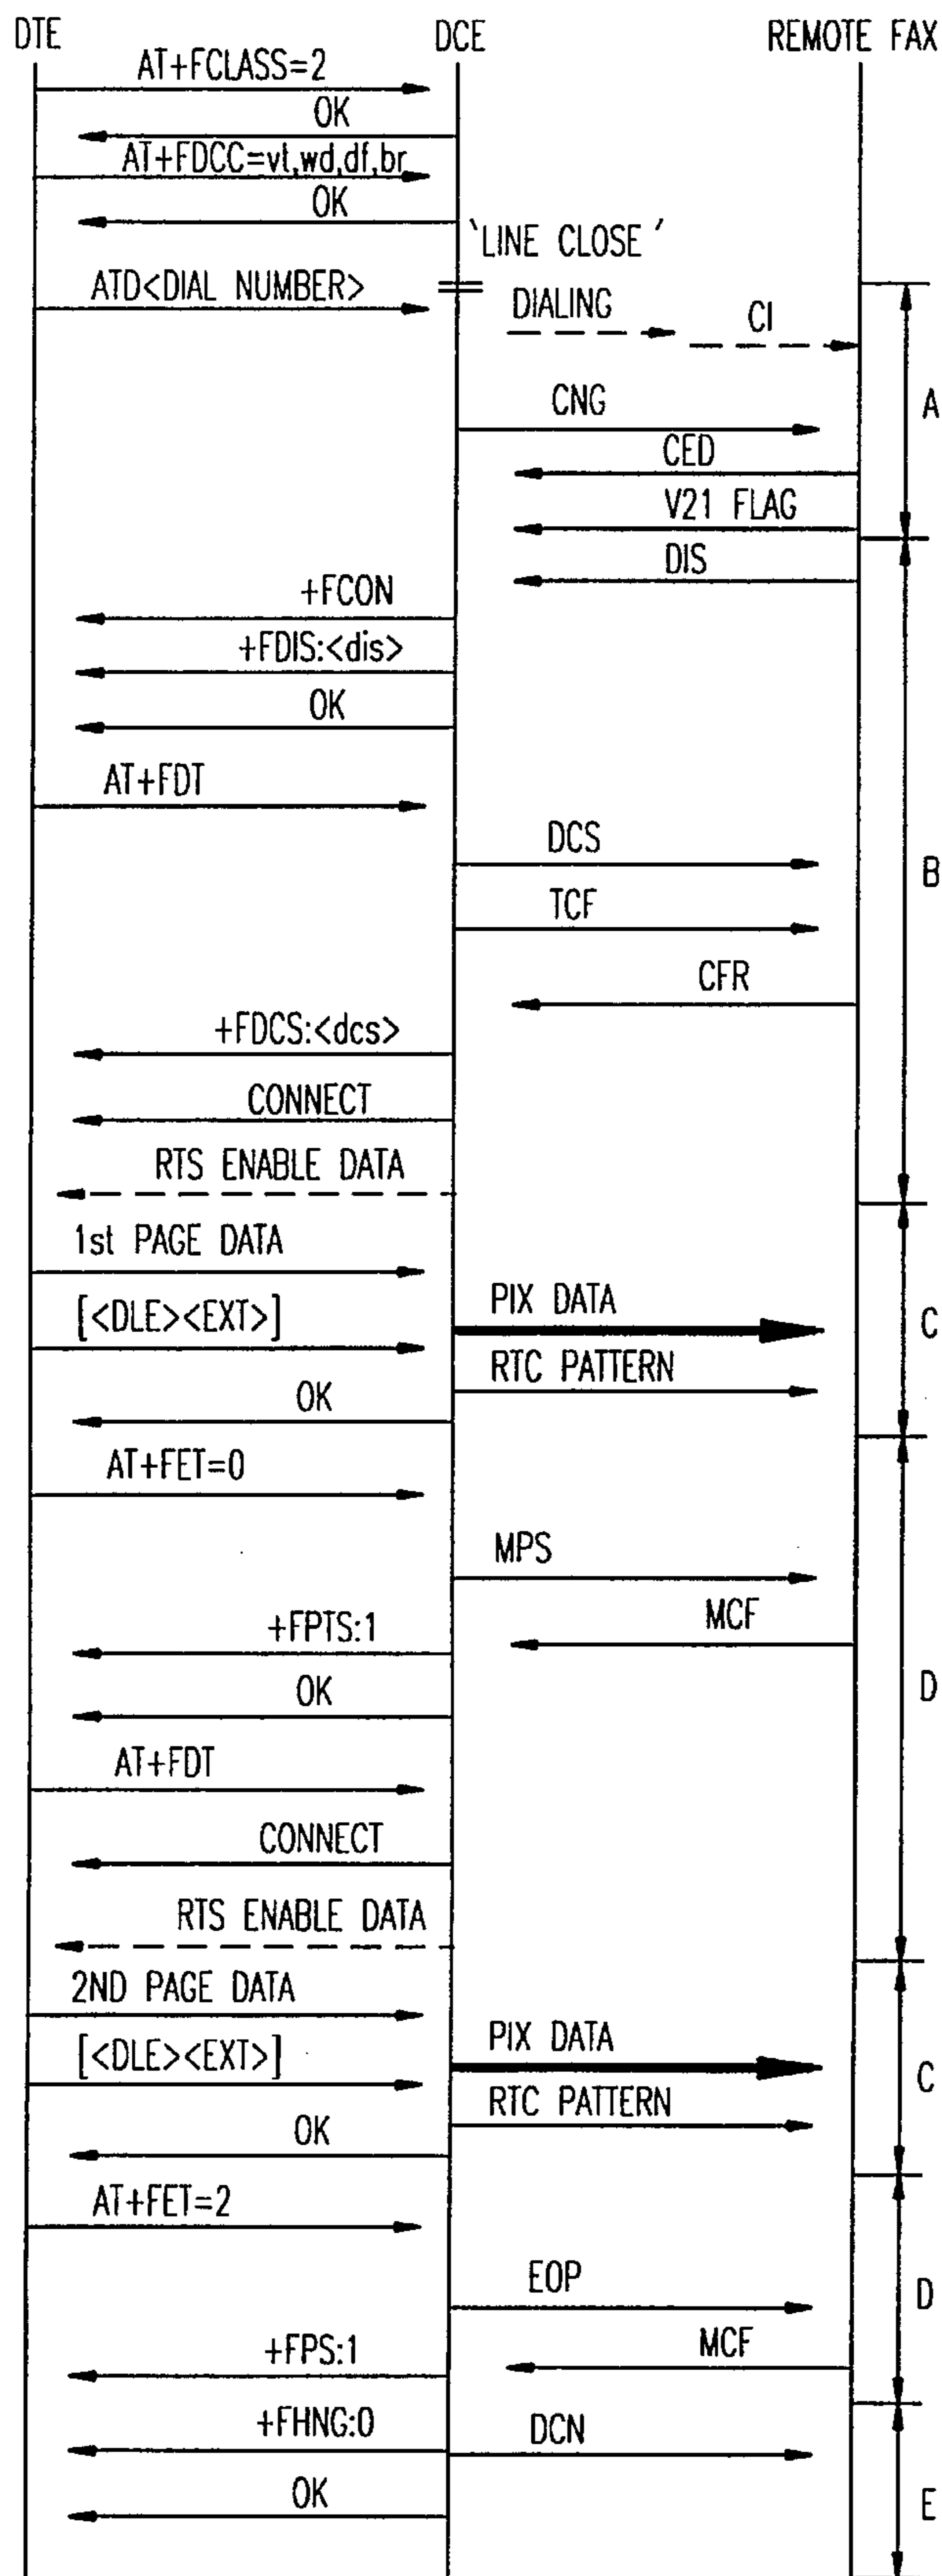 DTE DCE REMOTE FAX
AT+FCLASS=2
OK
AT+FDCC=vt,wd,df,br
OK
'LINE CLOSE'
ATD<DIAL NUMBER>
DIALING
CI
A
CNG
CED
V21 FLAG
DIS
+FCON
+FDIS:<dis>
OK
AT+FDT
DCS
B
TCF
CFR
+FDCS:<dcs>
CONNECT
RTS ENABLE DATA
1st PAGE DATA
PIX DATA
[<DLE><EXT>]
C
RTC PATTERN
OK
AT+FET=0
MPS
MCF
+FPTS:1
D
OK
AT+FDT
CONNECT
RTS ENABLE DATA
2ND PAGE DATA
PIX DATA
[<DLE><EXT>]
C
RTC PATTERN
OK
AT+FET=2
EOP
D
MCF
+FPS:1
+FHNG:0
DCN
OK
E